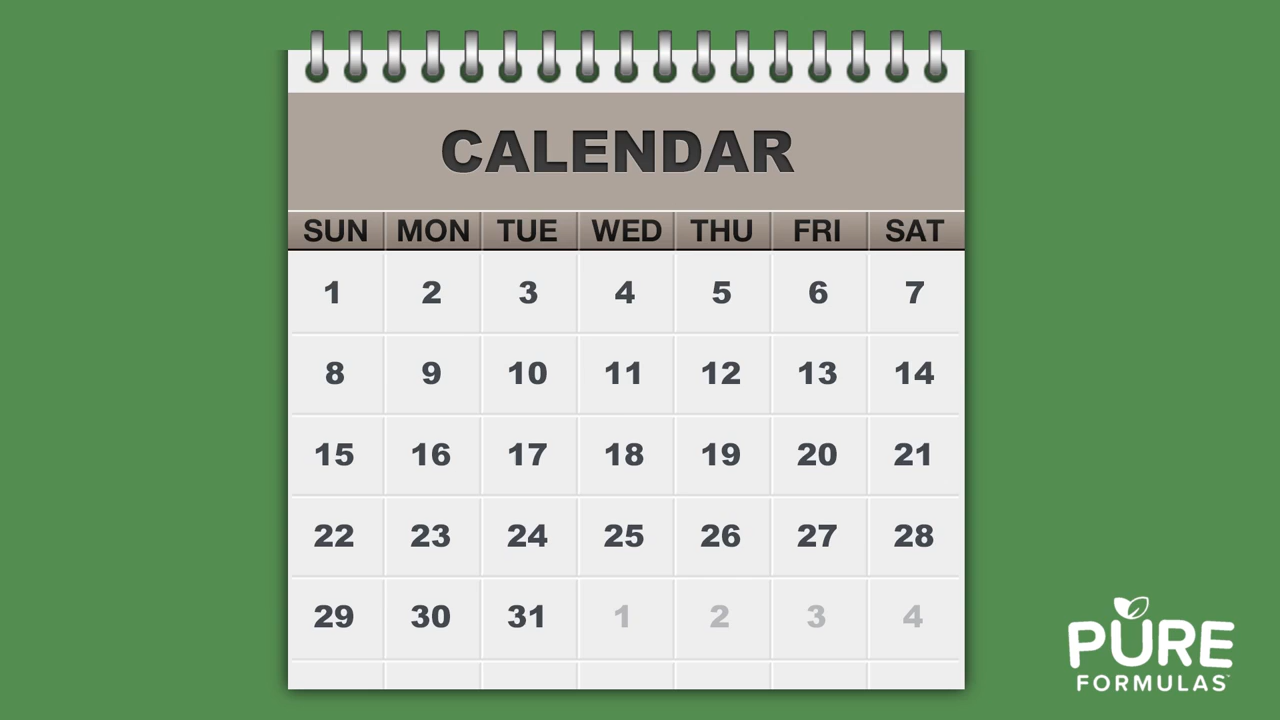 CALENDAR
SUN MON TUE WED THU FRI SAT
1 2 3 4 5 6 7
8 9 10 11 12 13 14
15 16 17 18 19 20 21
22 23 24 25 26 27 28
29 30 31 1 2 3 4
PURE
FORMULAS